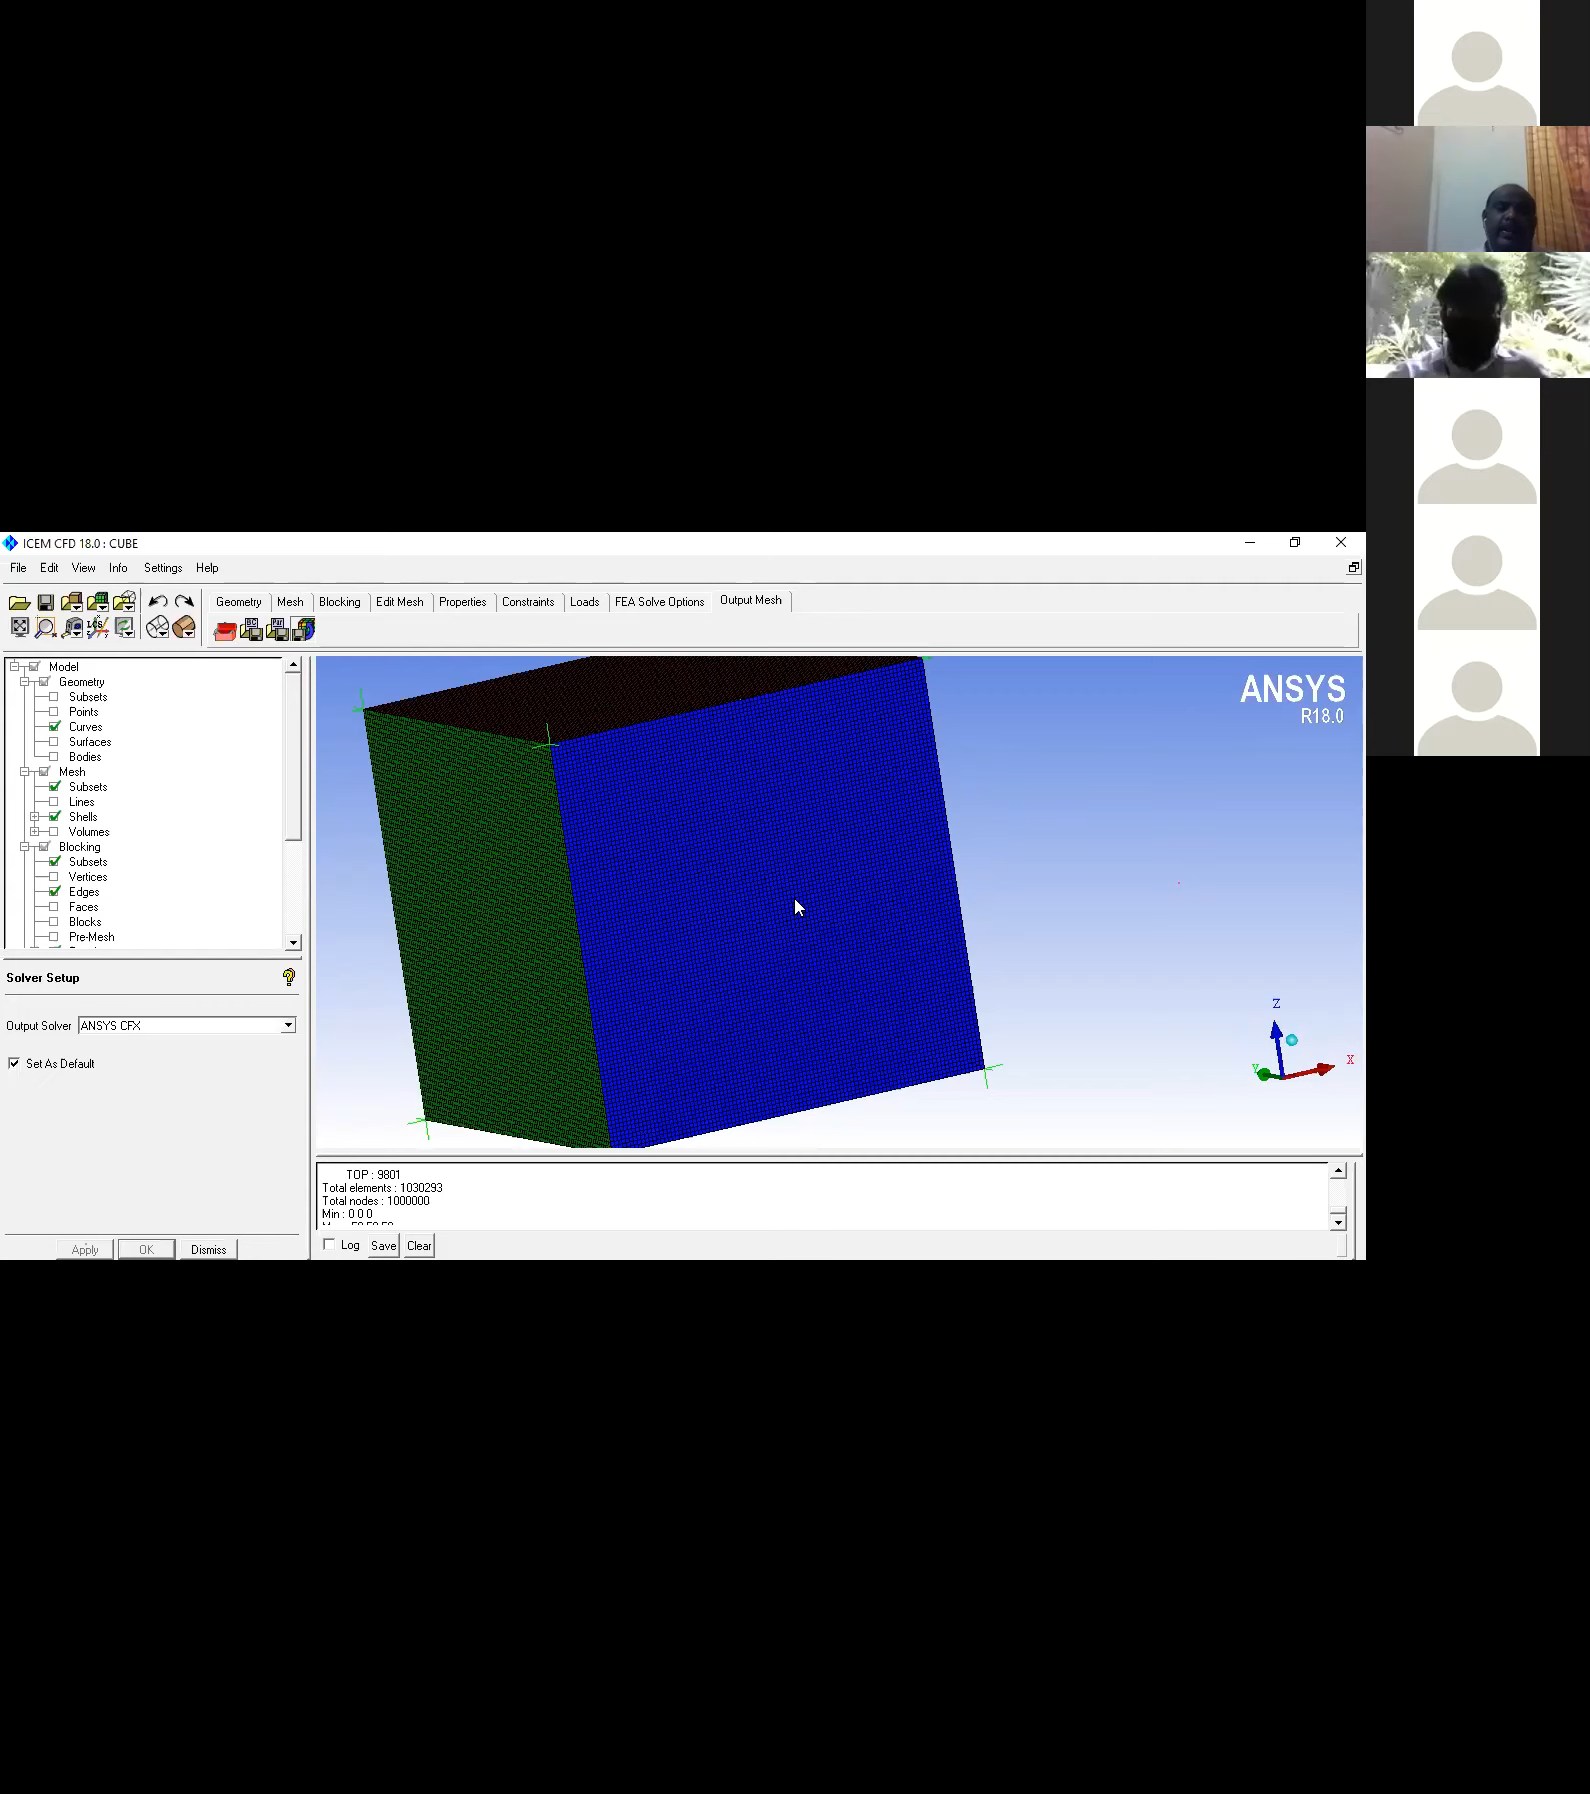 ICEM CFD 18.0 : CUBE
File Edit View Info Settings Help
Geometry Mesh Blocking Edit Mesh Properties Constraints Loads FEA Solve Options Output Mesh
LCS
BC
Par
Model
Geometry
Subsets
Points
Curves
Surfaces
Bodies
Mesh
Subsets
Lines
Shells
Volumes
Blocking
Subsets
Vertices
Edges
Faces
Blocks
Pre-Mesh
ANSYS
R18.0
Z
X
Y
Solver Setup
Output Solver ANSYS CFX
Set As Default
Apply OK Dismiss
TOP : 9801
Total elements : 1030293
Total nodes : 1000000
Min : 0 0 0
Log Save Clear